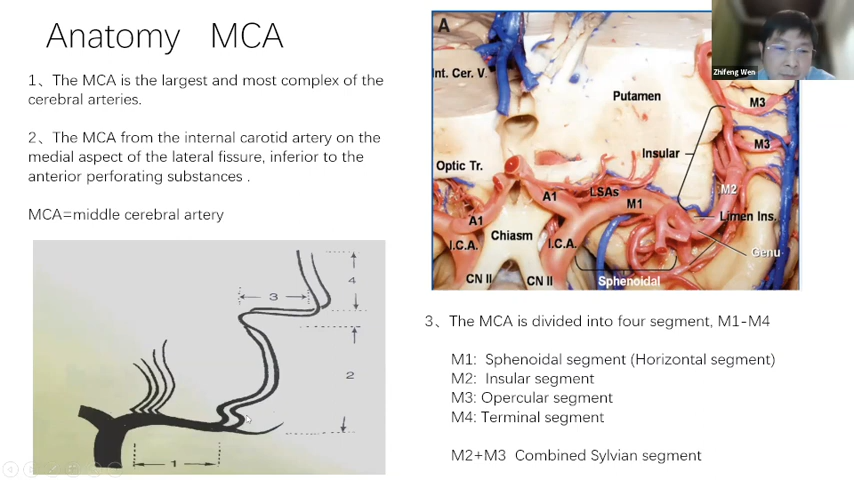 Anatomy MCA
1、The MCA is the largest and most complex of the
cerebral arteries.
2、The MCA from the internal carotid artery on the
medial aspect of the lateral fissure, inferior to the
anterior perforating substances .
MCA=middle cerebral artery
3
4
2
1
A
Zhifeng Wen
Int. Cer. V.
Putamen
M3
Insular
M3
Optic Tr.
M2
LSAs
A1
M1
Limen Ins.
A1
Chiasm
I.C.A.
I.C.A.
Genu
CN II
CN II
Sphenoidal
3、The MCA is divided into four segment, M1-M4
M1: Sphenoidal segment (Horizontal segment)
M2: Insular segment
M3: Opercular segment
M4: Terminal segment
M2+M3 Combined Sylvian segment